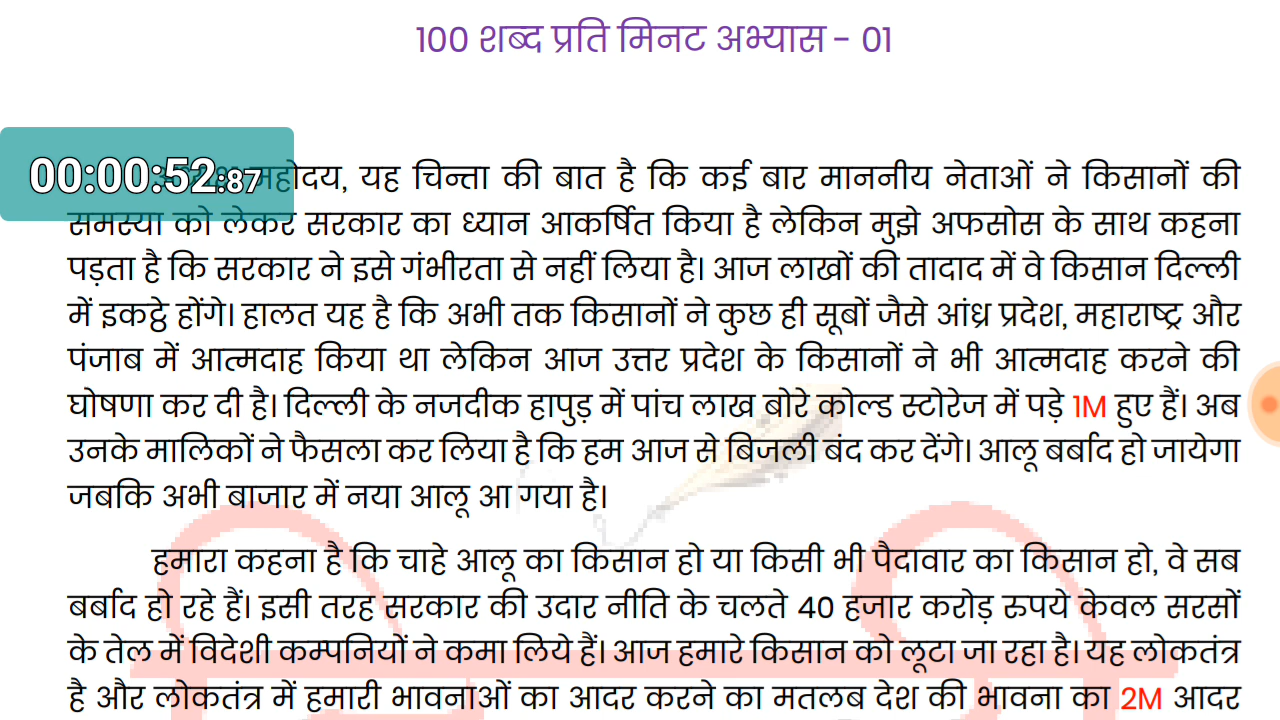 100 शब्द प्रति मिनट अभ्यास - 01
00:00:52:87
महोदय, यह चिन्ता की बात है कि कई बार माननीय नेताओं ने किसानों की
समस्या को लेकर सरकार का ध्यान आकर्षित किया है लेकिन मुझे अफसोस के साथ कहना
पड़ता है कि सरकार ने इसे गंभीरता से नहीं लिया है। आज लाखों की तादाद में वे किसान दिल्ली
में इकट्ठे होंगे। हालत यह है कि अभी तक किसानों ने कुछ ही सूबों जैसे आंध्र प्रदेश, महाराष्ट्र और
पंजाब में आत्मदाह किया था लेकिन आज उत्तर प्रदेश के किसानों ने भी आत्मदाह करने की
घोषणा कर दी है। दिल्ली के नजदीक हापुड़ में पांच लाख बोरे कोल्ड स्टोरेज में पड़े 1M हुए हैं। अब
उनके मालिकों ने फैसला कर लिया है कि हम आज से बिजली बंद कर देंगे। आलू बर्बाद हो जायेगा
जबकि अभी बाजार में नया आलू आ गया है।
हमारा कहना है कि चाहे आलू का किसान हो या किसी भी पैदावार का किसान हो, वे सब
बर्बाद हो रहे हैं। इसी तरह सरकार की उदार नीति के चलते 40 हजार करोड़ रुपये केवल सरसों
के तेल में विदेशी कम्पनियों ने कमा लिये हैं। आज हमारे किसान को लूटा जा रहा है। यह लोकतंत्र
है और लोकतंत्र में हमारी भावनाओं का आदर करने का मतलब देश की भावना का 2M आदर